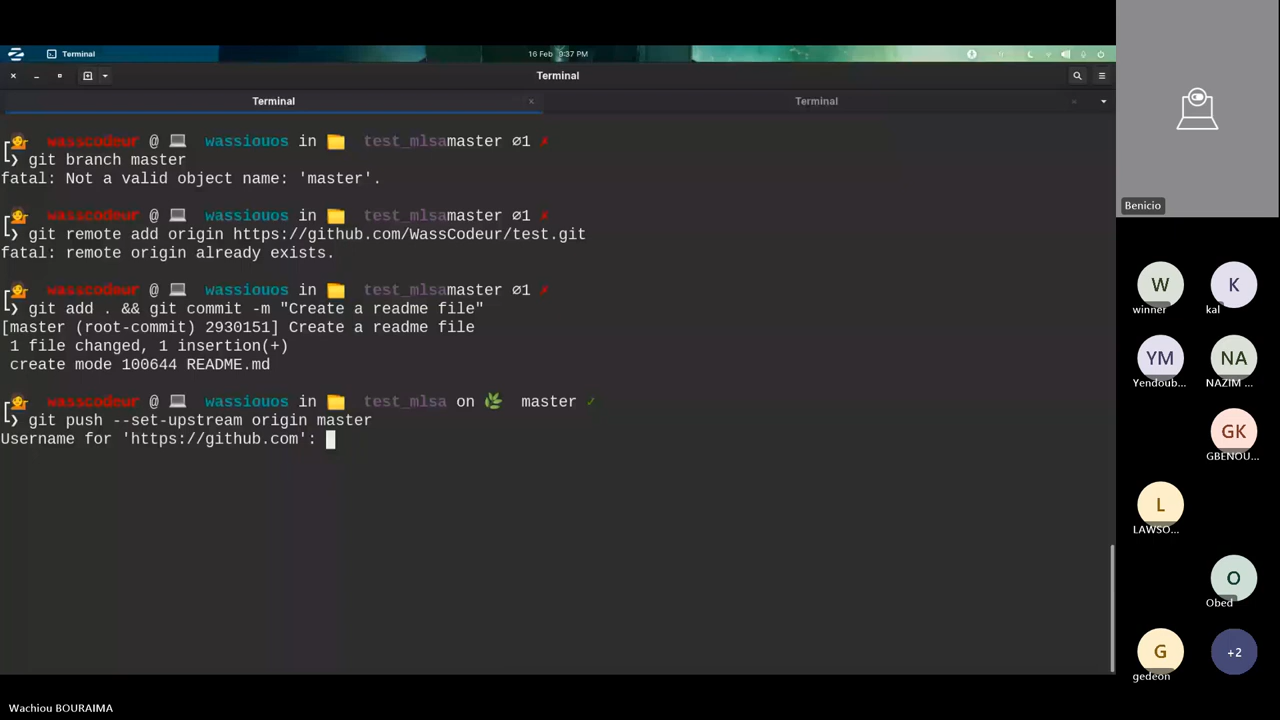 Terminal
16 Feb 9:37 PM
Terminal
Terminal
Terminal
wasscodeur @ wassiouos in test_mlsamaster ∅1 ✗
git branch master
fatal: Not a valid object name: 'master'.
wasscodeur @ wassiouos in test_mlsamaster ∅1 ✗
git remote add origin https://github.com/WassCodeur/test.git
fatal: remote origin already exists.
wasscodeur @ wassiouos in test_mlsamaster ∅1 ✗
git add . && git commit -m "Create a readme file"
[master (root-commit) 2930151] Create a readme file
1 file changed, 1 insertion(+)
create mode 100644 README.md
wasscodeur @ wassiouos in test_mlsa on master ✓
git push --set-upstream origin master
Username for 'https://github.com':
Benicio
W
winner
K
kal
YM
Yendoub...
NA
NAZIM ...
GK
GBENOU...
L
LAWSO...
O
Obed
G
gedeon
+2
Wachiou BOURAIMA